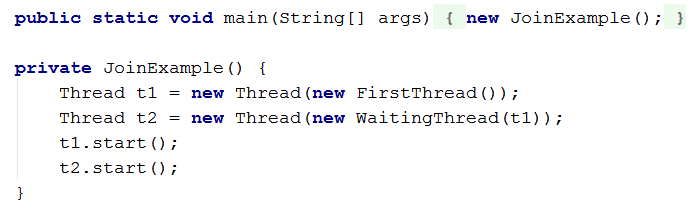 public static void main(String[] args) { new JoinExample(); }
private JoinExample() {
Thread t1 = new Thread(new FirstThread());
Thread t2 = new Thread(new WaitingThread(t1));
t1.start();
t2.start();
}